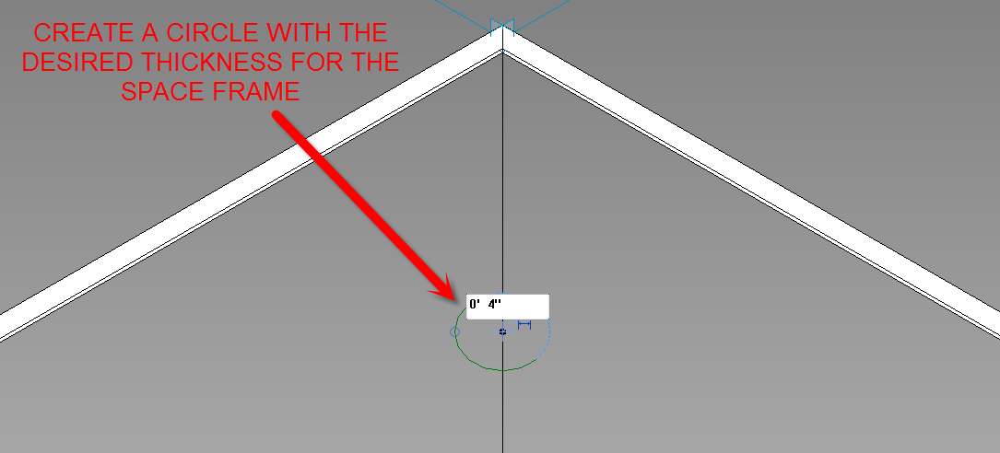 CREATE A CIRCLE WITH THE
DESIRED THICKNESS FOR THE
SPACE FRAME
0' 4"